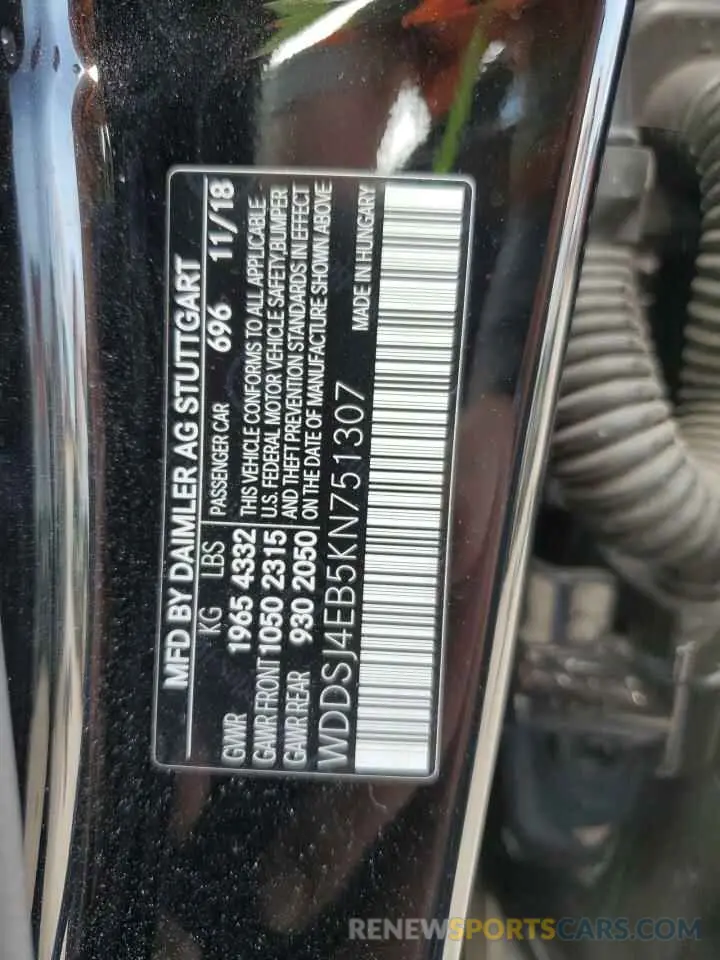 MFD BY DAIMLER AG STUTTGART
KG LBS PASSENGER CAR 696 11/18
GWR 1965 4332 THIS VEHICLE CONFORMS TO ALL APPLICABLE
GAWR FRONT 1050 2315 U.S. FEDERAL MOTOR VEHICLE SAFETY,BUMPER
GAWR REAR 930 2050 AND THEFT PREVENTION STANDARDS IN EFFECT
ON THE DATE OF MANUFACTURE SHOWN ABOVE
WDDSJ4EB5KN751307 MADE IN HUNGARY
RENEWSPORTSCARS.COM